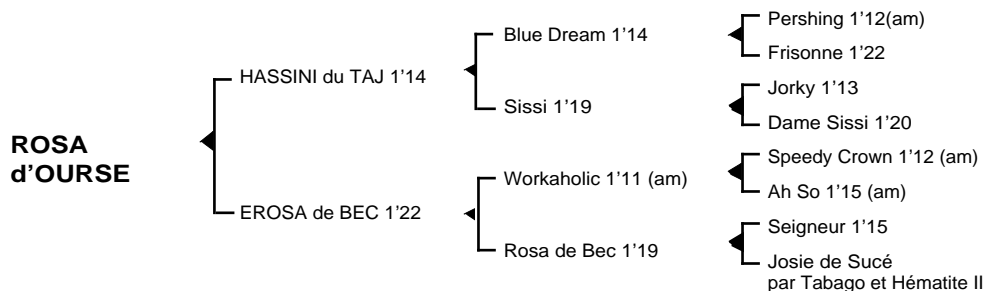 ROSA
d'OURSE
HASSINI du TAJ 1'14
EROSA de BEC 1'22
Blue Dream 1'14
Sissi 1'19
Workaholic 1'11 (am)
Rosa de Bec 1'19
Pershing 1'12(am)
Frisonne 1'22
Jorky 1'13
Dame Sissi 1'20
Speedy Crown 1'12 (am)
Ah So 1'15 (am)
Seigneur 1'15
Josie de Sucé
par Tabago et Hématite II